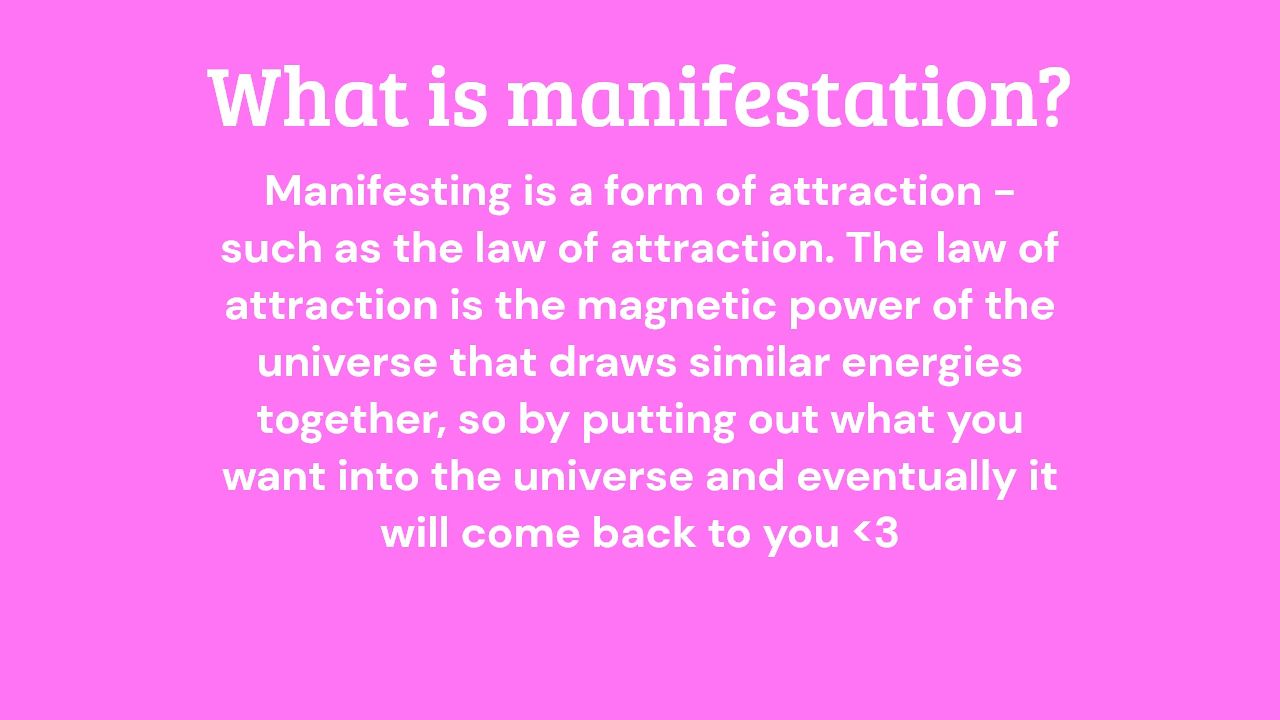 What is manifestation?
Manifesting is a form of attraction -
such as the law of attraction. The law of
attraction is the magnetic power of the
universe that draws similar energies
together, so by putting out what you
want into the universe and eventually it
will come back to you <3